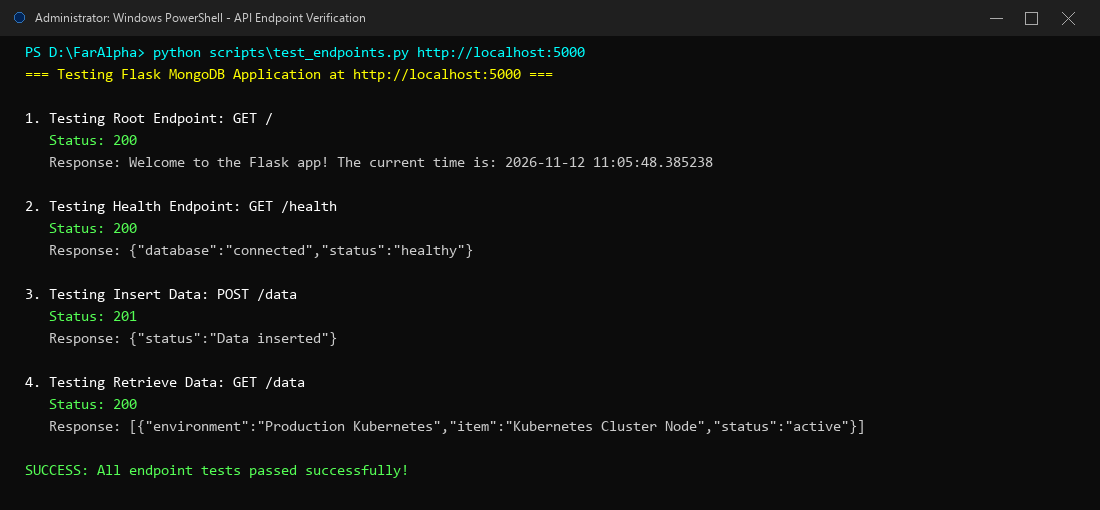 Administrator: Windows PowerShell - API Endpoint Verification
PS D:\FarAlpha> python scripts\test_endpoints.py http://localhost:5000
=== Testing Flask MongoDB Application at http://localhost:5000 ===
1. Testing Root Endpoint: GET /
Status: 200
Response: Welcome to the Flask app! The current time is: 2026-11-12 11:05:48.385238
2. Testing Health Endpoint: GET /health
Status: 200
Response: {"database":"connected","status":"healthy"}
3. Testing Insert Data: POST /data
Status: 201
Response: {"status":"Data inserted"}
4. Testing Retrieve Data: GET /data
Status: 200
Response: [{"environment":"Production Kubernetes","item":"Kubernetes Cluster Node","status":"active"}]
SUCCESS: All endpoint tests passed successfully!